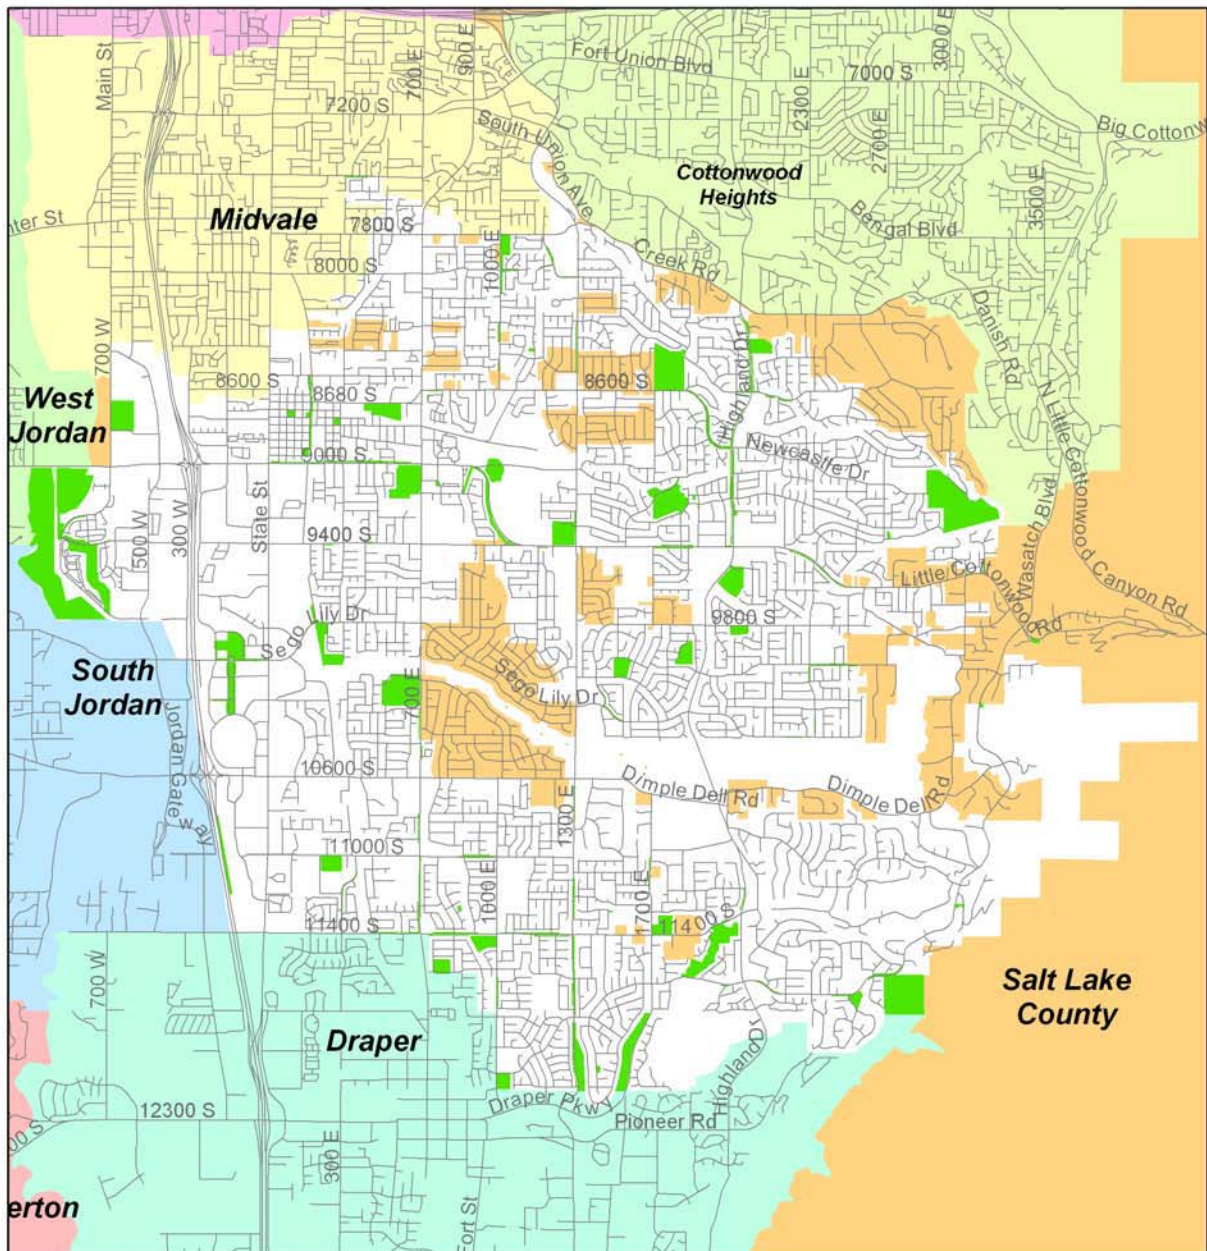 Main St
700 E
900 E
Fort Union Blvd
2300 E
7000 S
3000 E
7200 S
South Union Ave
2700 E
Big Cottonw
Cottonwood
Heights
3500 E
nter St
Midvale
7800 S
Bengal Blvd
1000 E
8000 S
Creek Rd
Danish Rd
700 W
Highland Dr
8600 S
8600 S
8680 S
West
Jordan
N Little Cottonwood Canyon Rd
9000 S
Newcastle Dr
State St
300 W
500 W
9400 S
Wasatch Blvd
Little Cottonwood Rd
9800 S
Sego Lily Dr
South
Jordan
700 E
Sego Lily Dr
Jordan Gateway
10600 S
Dimple Dell Rd
Dimple Dell Rd
1300 E
11000 S
1000 E
1700 E
11400 S
11400 S
700 W
Salt Lake
County
Draper
Highland Dr
12300 S
Draper Pkwy
Pioneer Rd
00 S
300 E
erton
Fort St